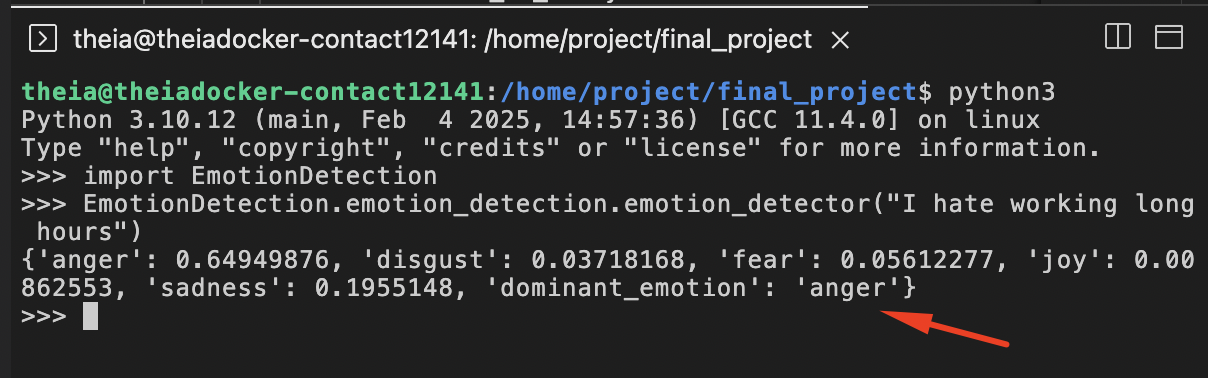 theia@theiadocker-contact12141: /home/project/final_project
theia@theiadocker-contact12141:/home/project/final_project$ python3
Python 3.10.12 (main, Feb  4 2025, 14:57:36) [GCC 11.4.0] on linux
Type "help", "copyright", "credits" or "license" for more information.
>>> import EmotionDetection
>>> EmotionDetection.emotion_detection.emotion_detector("I hate working long
 hours")
{'anger': 0.64949876, 'disgust': 0.03718168, 'fear': 0.05612277, 'joy': 0.00
862553, 'sadness': 0.1955148, 'dominant_emotion': 'anger'}
>>>